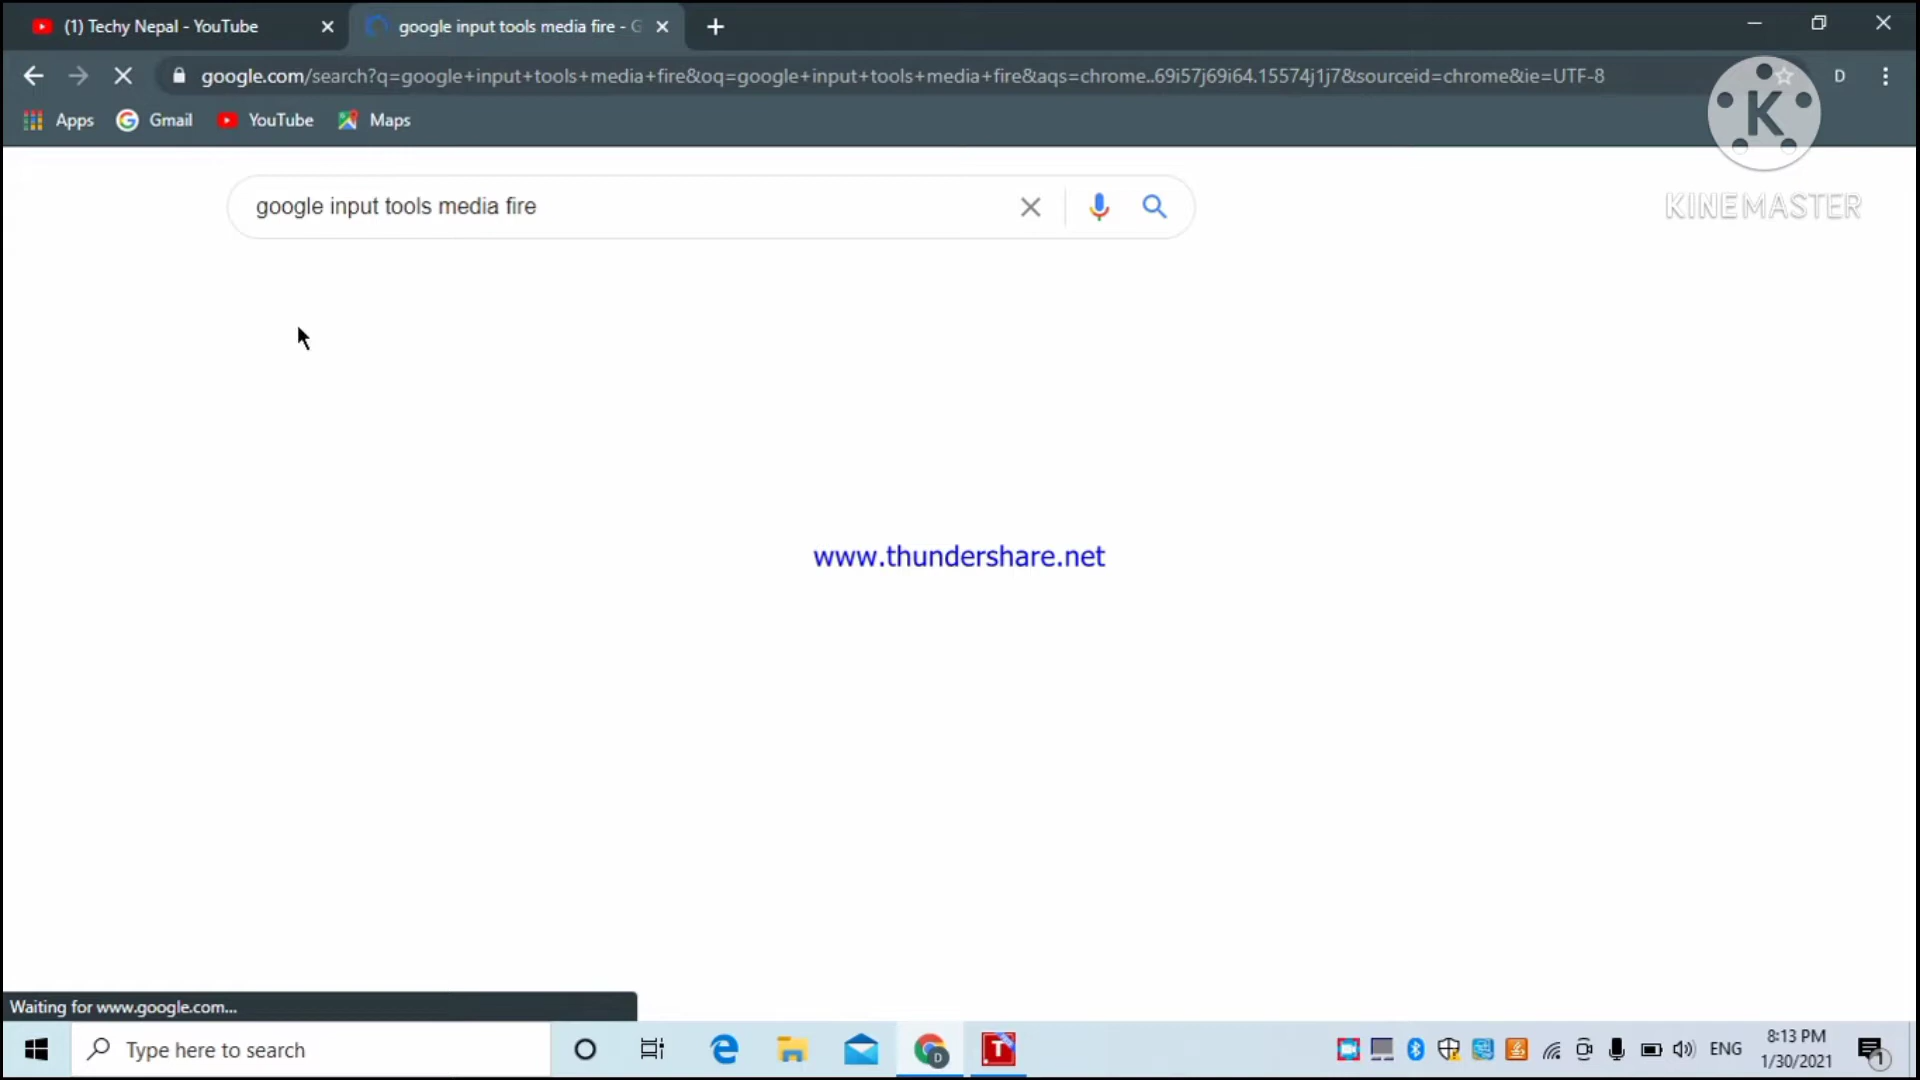 (1) Techy Nepal - YouTube
google input tools media fire - G
google.com/search?q=google+input+tools+media+fire&oq=google+input+tools+media+fire&aqs=chrome..69i57j69i64.15574j1j7&sourceid=chrome&ie=UTF-8
D
Apps
Gmail
YouTube
Maps
K
KINEMASTER
google input tools media fire
www.thundershare.net
Waiting for www.google.com...
Type here to search
D
T
ENG
8:13 PM
1/30/2021
1